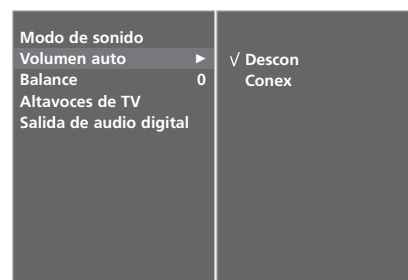 Modo de sonido
Volumen auto ►
Balance 0
Altavoces de TV
Salida de audio digital
√ Descon
Conex